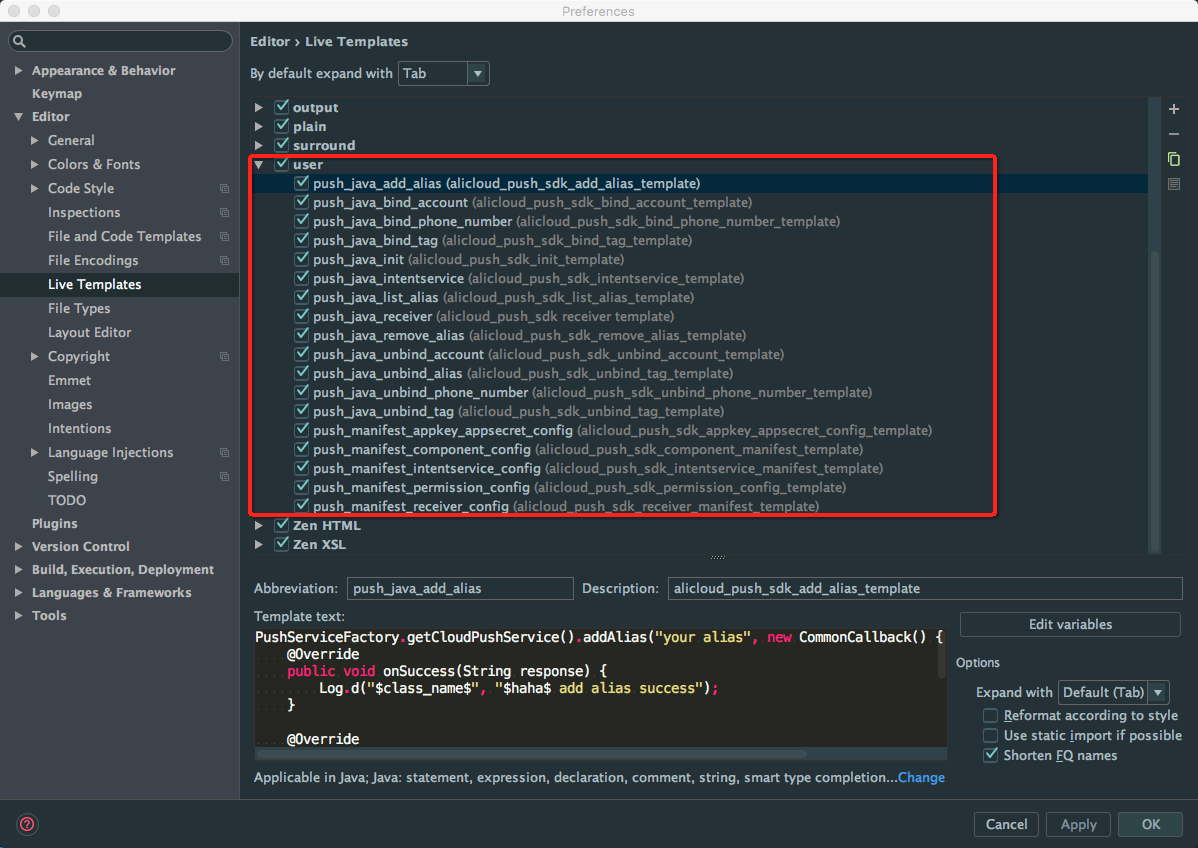 Preferences
Appearance & Behavior
Keymap
Editor
General
Colors & Fonts
Code Style
Inspections
File and Code Templates
File Encodings
Live Templates
File Types
Layout Editor
Copyright
Emmet
Images
Intentions
Language Injections
Spelling
TODO
Plugins
Version Control
Build, Execution, Deployment
Languages & Frameworks
Tools
Editor › Live Templates
By default expand with Tab
output
plain
surround
user
push_java_add_alias (alicloud_push_sdk_add_alias_template)
push_java_bind_account (alicloud_push_sdk_bind_account_template)
push_java_bind_phone_number (alicloud_push_sdk_bind_phone_number_template)
push_java_bind_tag (alicloud_push_sdk_bind_tag_template)
push_java_init (alicloud_push_sdk_init_template)
push_java_intentservice (alicloud_push_sdk_intentservice_template)
push_java_list_alias (alicloud_push_sdk_list_alias_template)
push_java_receiver (alicloud_push_sdk receiver template)
push_java_remove_alias (alicloud_push_sdk_remove_alias_template)
push_java_unbind_account (alicloud_push_sdk_unbind_account_template)
push_java_unbind_alias (alicloud_push_sdk_unbind_tag_template)
push_java_unbind_phone_number (alicloud_push_sdk_unbind_phone_number_template)
push_java_unbind_tag (alicloud_push_sdk_unbind_tag_template)
push_manifest_appkey_appsecret_config (alicloud_push_sdk_appkey_appsecret_config_template)
push_manifest_component_config (alicloud_push_sdk_component_manifest_template)
push_manifest_intentservice_config (alicloud_push_sdk_intentservice_manifest_template)
push_manifest_permission_config (alicloud_push_sdk_permission_config_template)
push_manifest_receiver_config (alicloud_push_sdk_receiver_manifest_template)
Zen HTML
Zen XSL
Abbreviation: push_java_add_alias Description: alicloud_push_sdk_add_alias_template
Template text:
PushServiceFactory.getCloudPushService().addAlias("your alias", new CommonCallback() {
@Override
public void onSuccess(String response) {
Log.d("$class_name$", "$haha$ add alias success");
}
@Override
Edit variables
Options
Expand with Default (Tab)
Reformat according to style
Use static import if possible
Shorten FQ names
Applicable in Java; Java: statement, expression, declaration, comment, string, smart type completion...Change
?
Cancel
Apply
OK